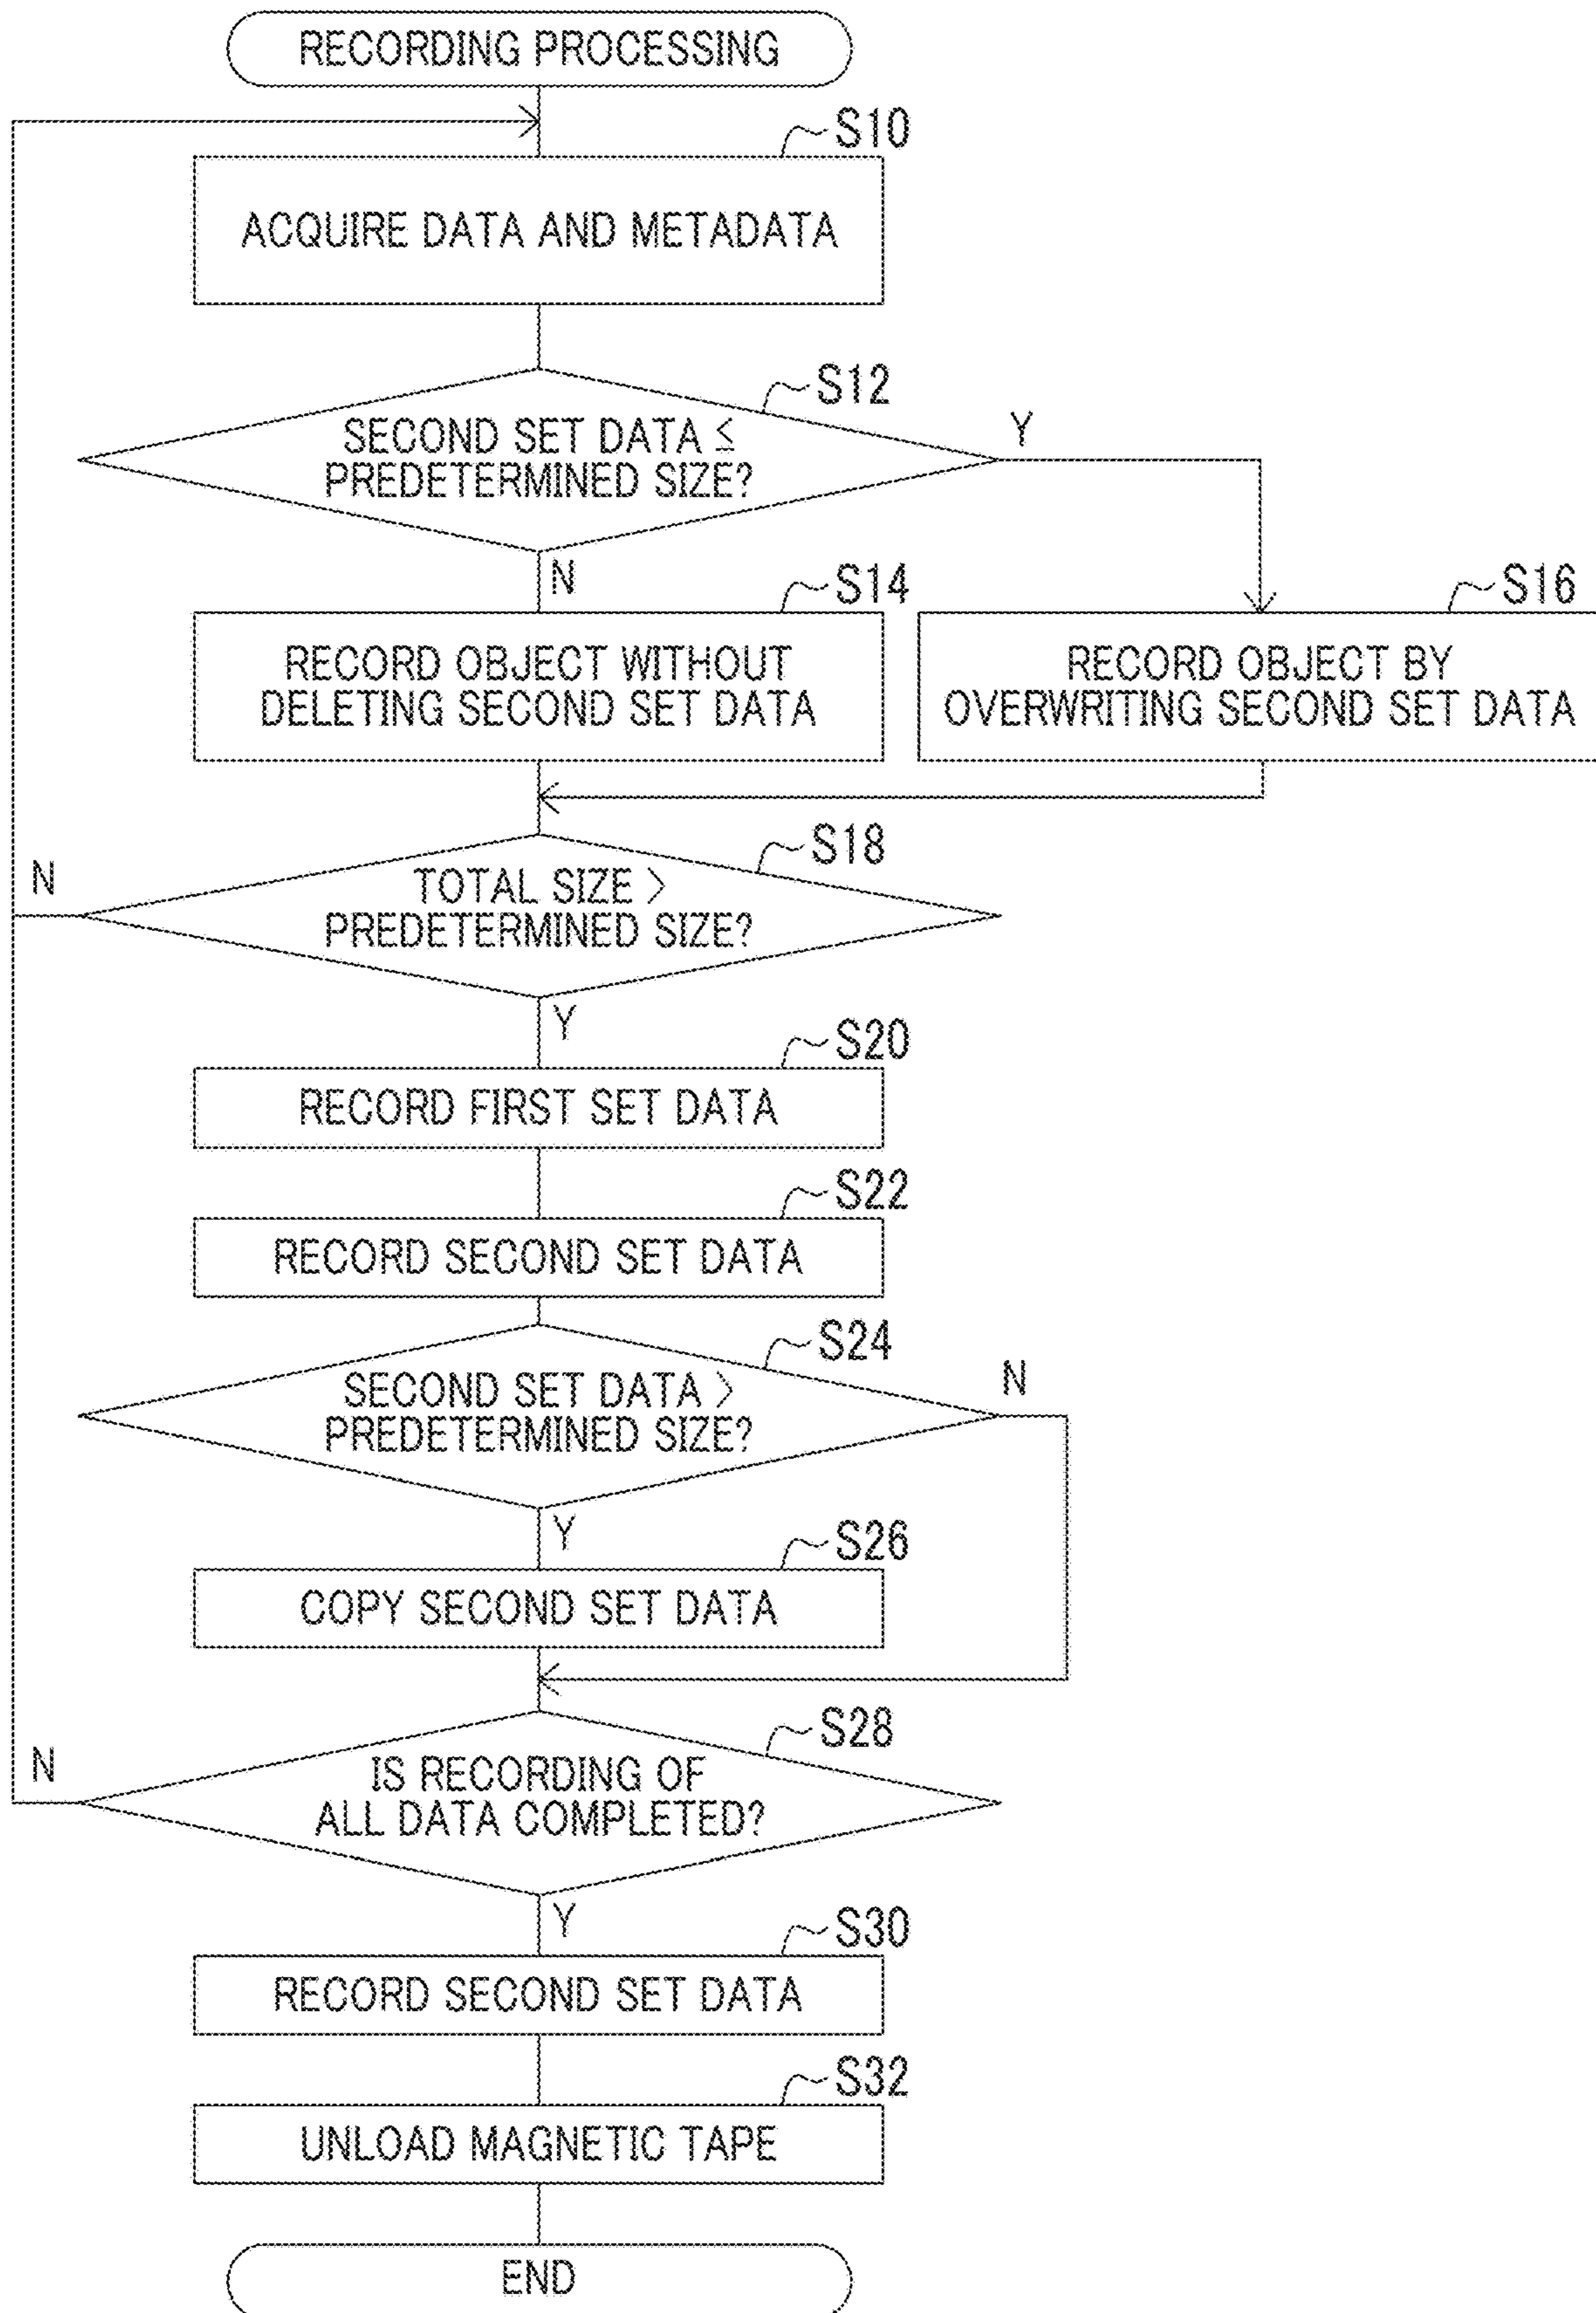 RECORDING PROCESSING
S10
ACQUIRE DATA AND METADATA
S12
SECOND SET DATA ≦
PREDETERMINED SIZE?
Y
N
S14
RECORD OBJECT WITHOUT
DELETING SECOND SET DATA
S16
RECORD OBJECT BY
OVERWRITING SECOND SET DATA
S18
TOTAL SIZE >
PREDETERMINED SIZE?
N
Y
S20
RECORD FIRST SET DATA
S22
RECORD SECOND SET DATA
S24
SECOND SET DATA >
PREDETERMINED SIZE?
N
Y
S26
COPY SECOND SET DATA
S28
IS RECORDING OF
ALL DATA COMPLETED?
N
Y
S30
RECORD SECOND SET DATA
S32
UNLOAD MAGNETIC TAPE
END